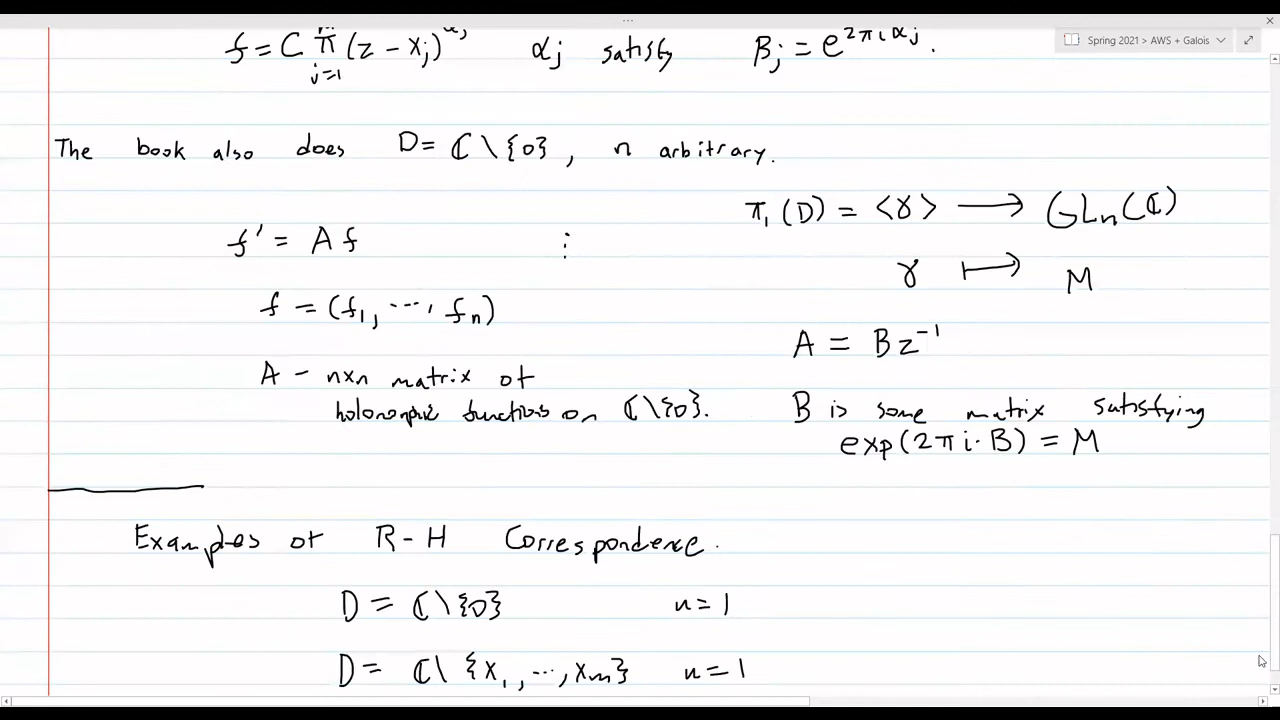 Spring 2021 > AWS + Galois
f = C ∏ (z - x_j)^{α_j} α_j satisfy β_j = e^{2πiα_j}.
j=1
The book also does D = ℂ \ {0}, n arbitrary.
π₁(D) = <γ> ⟶ GLn(ℂ)
f' = A f ⋮
γ ⟼ M
f = (f₁, ..., fn)
A = Bz⁻¹
A - nxn matrix of
holomorphic functions on ℂ\{0}.
B is some matrix satisfying
exp(2πi·B) = M
Examples of R-H Correspondence.
D = ℂ\{0} n=1
D = ℂ\ {x₁, ..., xm} n=1